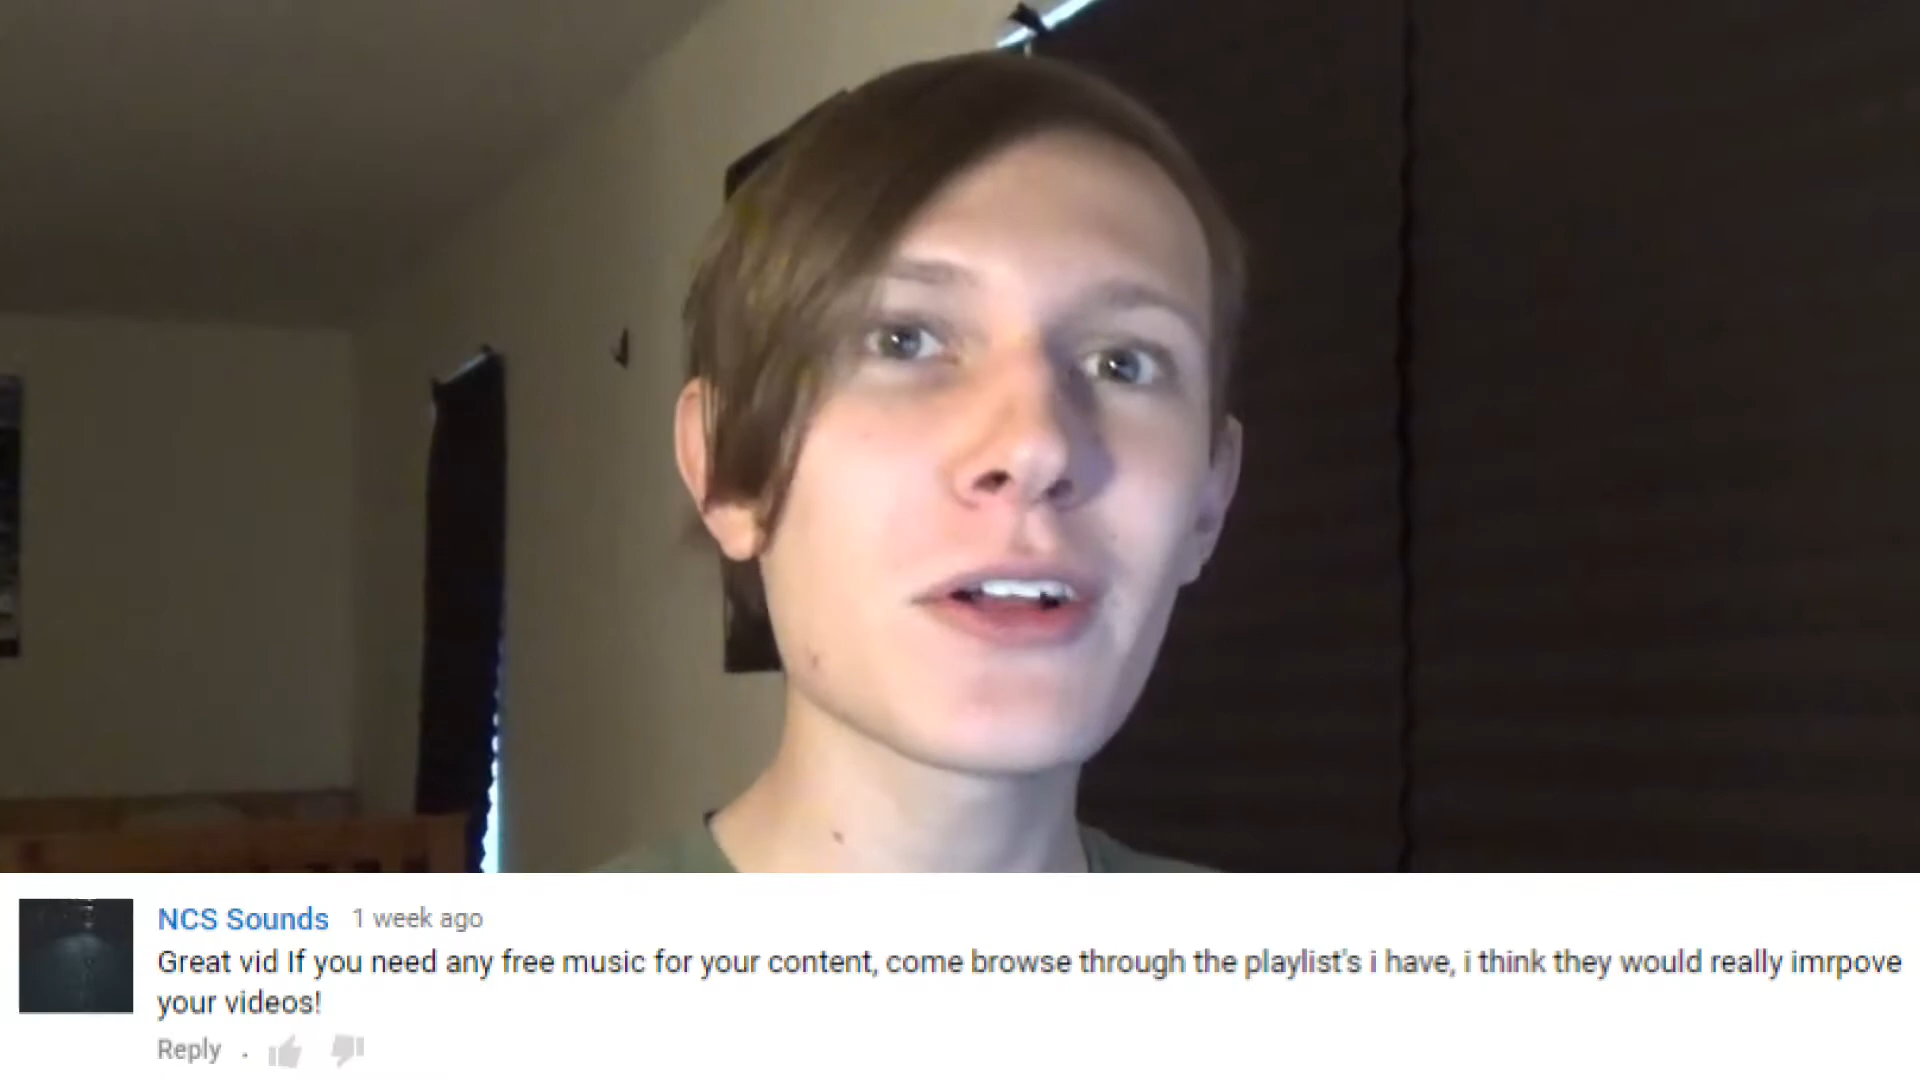 NCS Sounds 1 week ago
Great vid If you need any free music for your content, come browse through the playlist's i have, i think they would really imrpove
your videos!
Reply .